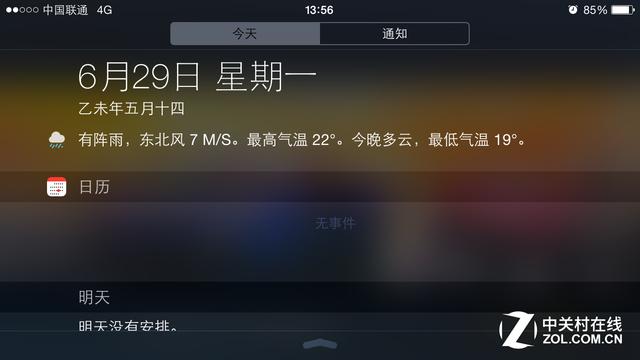 中国联通 4G 13:56 85%
今天 通知
6月29日 星期一
乙未年五月十四
有阵雨，东北风 7 M/S。最高气温 22°。今晚多云，最低气温 19°。
日历
无事件
明天
明天没有安排。
Z 中关村在线
ZOL.COM.CN